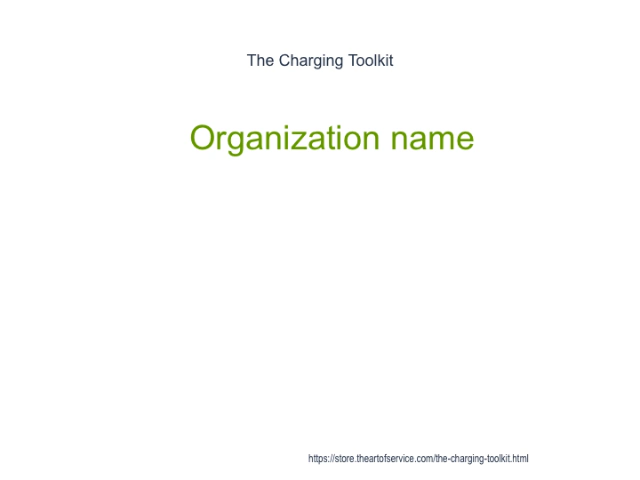 The Charging Toolkit
Organization name
https://store.theartofservice.com/the-charging-toolkit.html